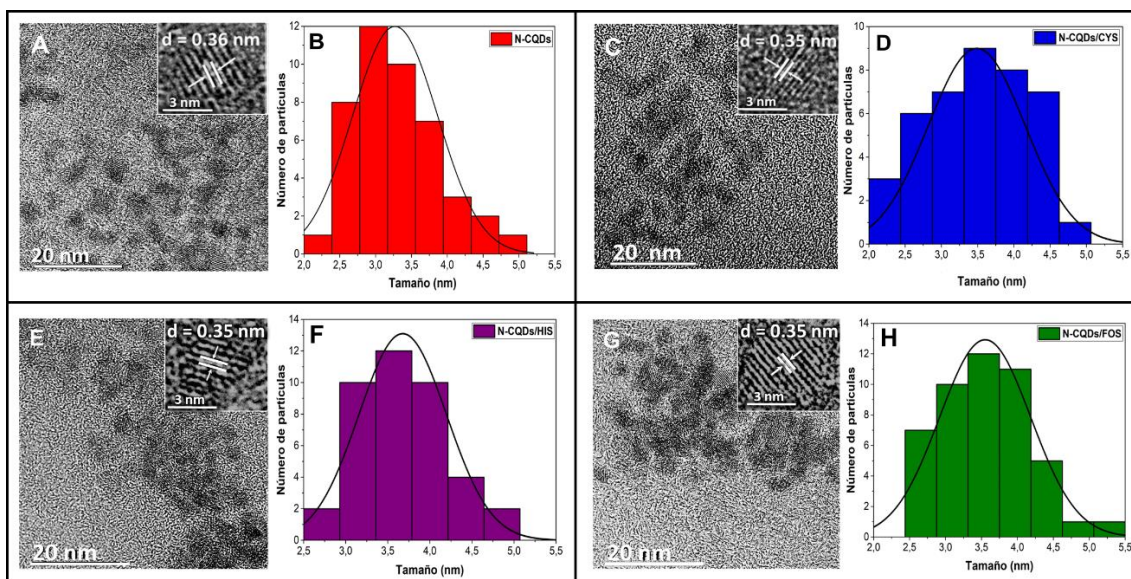 A
d = 0.36 nm
3 nm
20 nm
B
N-CQDs
Número de partículas
12
10
8
6
4
2
0
2,0 2,5 3,0 3,5 4,0 4,5 5,0 5,5
Tamaño (nm)
C
d = 0.35 nm
3 nm
20 nm
D
N-CQDs/CYS
Número de partículas
10
8
6
4
2
0
2,0 2,5 3,0 3,5 4,0 4,5 5,0 5,5
Tamaño (nm)
E
d = 0.35 nm
3 nm
20 nm
F
N-CQDs/HIS
Número de partículas
14
12
10
8
6
4
2
0
2,5 3,0 3,5 4,0 4,5 5,0 5,5
Tamaño (nm)
G
d = 0.35 nm
3 nm
20 nm
H
N-CQDs/FOS
Número de partículas
14
12
10
8
6
4
2
0
2,0 2,5 3,0 3,5 4,0 4,5 5,0 5,5
Tamaño (nm)